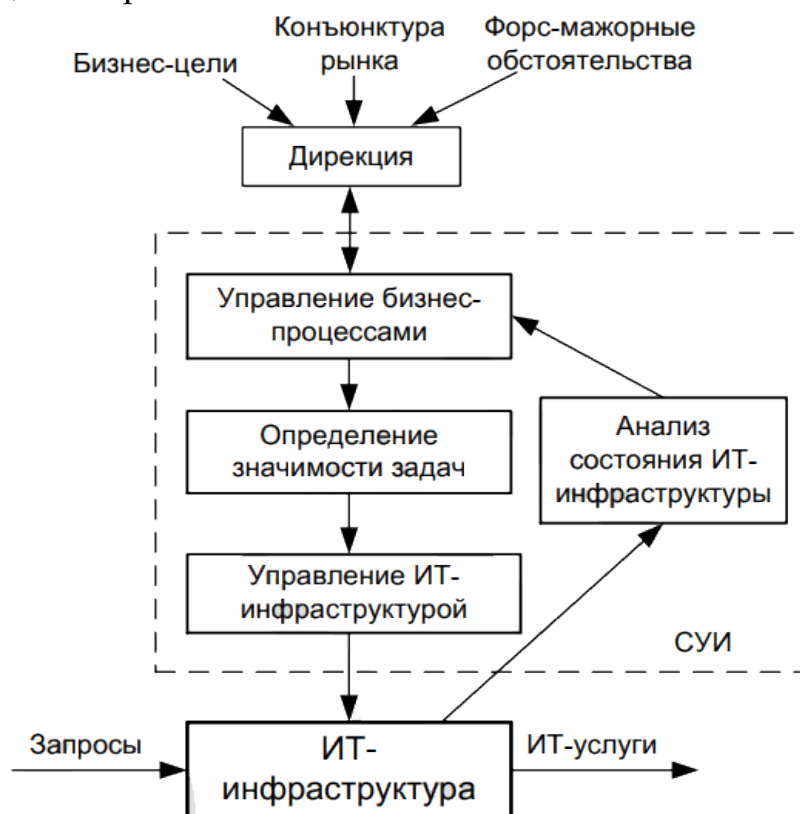 Бизнес-цели
Конъюнктура
рынка
Форс-мажорные
обстоятельства
Дирекция
Управление бизнес-
процессами
Определение
значимости задач
Анализ
состояния ИТ-
инфраструктуры
Управление ИТ-
инфраструктурой
СУИ
Запросы
ИТ-
инфраструктура
ИТ-услуги